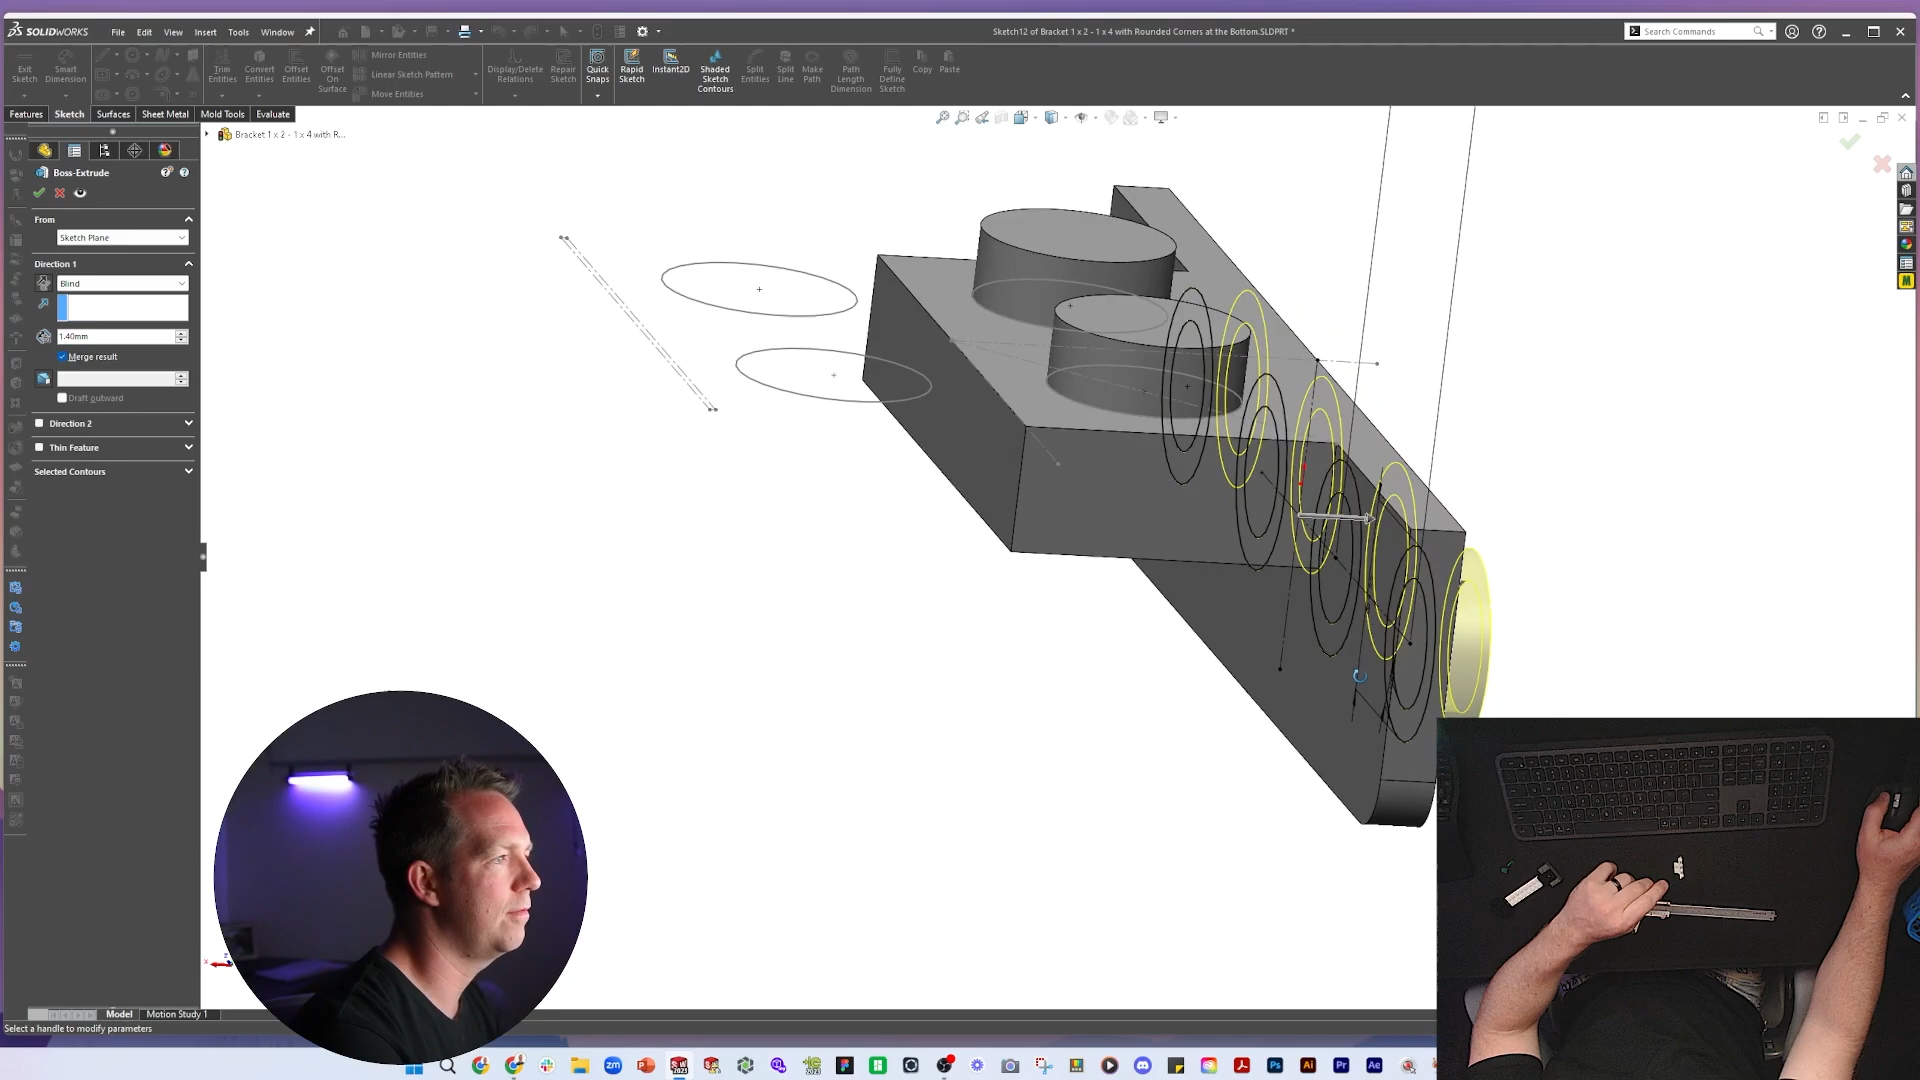 SOLIDWORKS File Edit View Insert Tools Window
Sketch12 of Bracket 1 x 2 - 1 x 4 with Rounded Corners at the Bottom.SLDPRT *
Search Commands
Exit Sketch
Smart Dimension
Trim Entities
Convert Entities
Offset Entities
Offset On Surface
Mirror Entities
Linear Sketch Pattern
Move Entities
Display/Delete Relations
Repair Sketch
Quick Snaps
Rapid Sketch
Instant2D
Shaded Sketch Contours
Split Entities
Split Line
Make Path
Path Length Dimension
Fully Define Sketch
Copy
Paste
Features Sketch Surfaces Sheet Metal Mold Tools Evaluate
Bracket 1 x 2 - 1 x 4 with R...
Boss-Extrude
From
Sketch Plane
Direction 1
Blind
1.40mm
Merge result
Draft outward
Direction 2
Thin Feature
Selected Contours
Model Motion Study 1
Select a handle to modify parameters